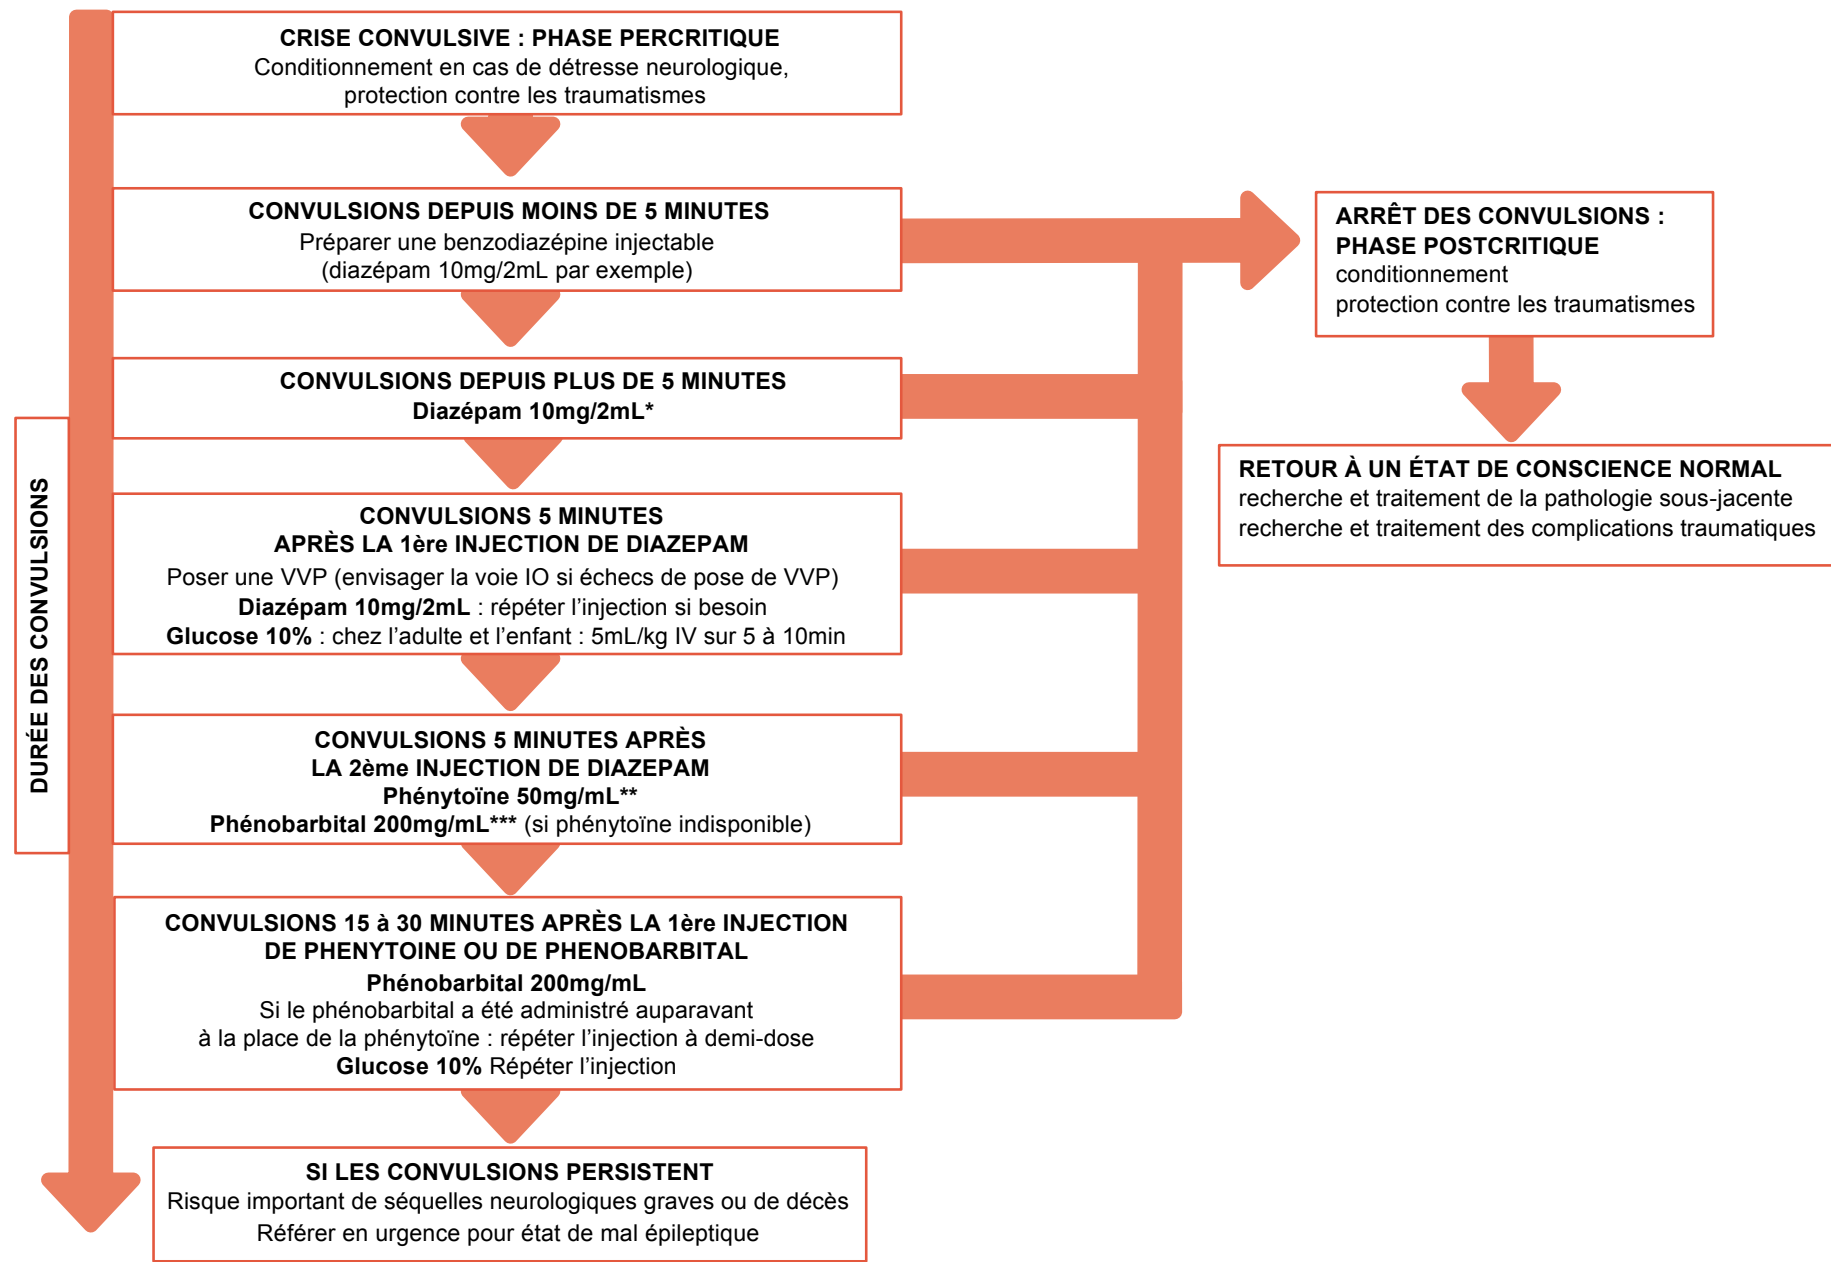 CRISE CONVULSIVE : PHASE PERCRITIQUE
Conditionnement en cas de détresse neurologique,
protection contre les traumatismes
CONVULSIONS DEPUIS MOINS DE 5 MINUTES
Préparer une benzodiazépine injectable
(diazépam 10mg/2mL par exemple)
CONVULSIONS DEPUIS PLUS DE 5 MINUTES
Diazépam 10mg/2mL*
CONVULSIONS 5 MINUTES
APRÈS LA 1ère INJECTION DE DIAZEPAM
Poser une VVP (envisager la voie IO si échecs de pose de VVP)
Diazépam 10mg/2mL : répéter l’injection si besoin
Glucose 10% : chez l’adulte et l’enfant : 5mL/kg IV sur 5 à 10min
CONVULSIONS 5 MINUTES APRÈS
LA 2ème INJECTION DE DIAZEPAM
Phénytoïne 50mg/mL**
Phénobarbital 200mg/mL*** (si phénytoïne indisponible)
CONVULSIONS 15 à 30 MINUTES APRÈS LA 1ère INJECTION
DE PHENYTOINE OU DE PHENOBARBITAL
Phénobarbital 200mg/mL
Si le phénobarbital a été administré auparavant
à la place de la phénytoïne : répéter l’injection à demi-dose
Glucose 10% Répéter l’injection
SI LES CONVULSIONS PERSISTENT
Risque important de séquelles neurologiques graves ou de décès
Référer en urgence pour état de mal épileptique
DURÉE DES CONVULSIONS
ARRÊT DES CONVULSIONS :
PHASE POSTCRITIQUE
conditionnement
protection contre les traumatismes
RETOUR À UN ÉTAT DE CONSCIENCE NORMAL
recherche et traitement de la pathologie sous-jacente
recherche et traitement des complications traumatiques